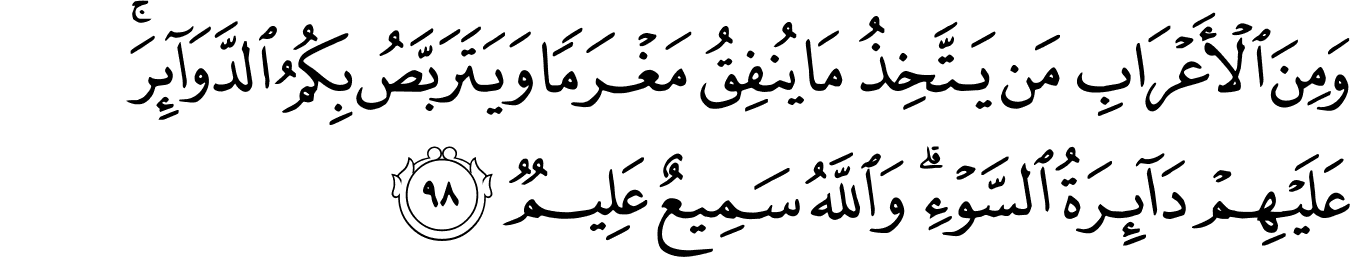 وَمِنَ ٱلْأَعْرَابِ مَن يَتَّخِذُ مَا يُنفِقُ مَغْرَمًا وَيَتَرَبَّصُ بِكُمُ ٱلدَّوَآئِرَ ۚ
عَلَيْهِمْ دَآئِرَةُ ٱلسَّوْءِ ۗ وَٱللَّهُ سَمِيعٌ عَلِيمٌ ٩٨